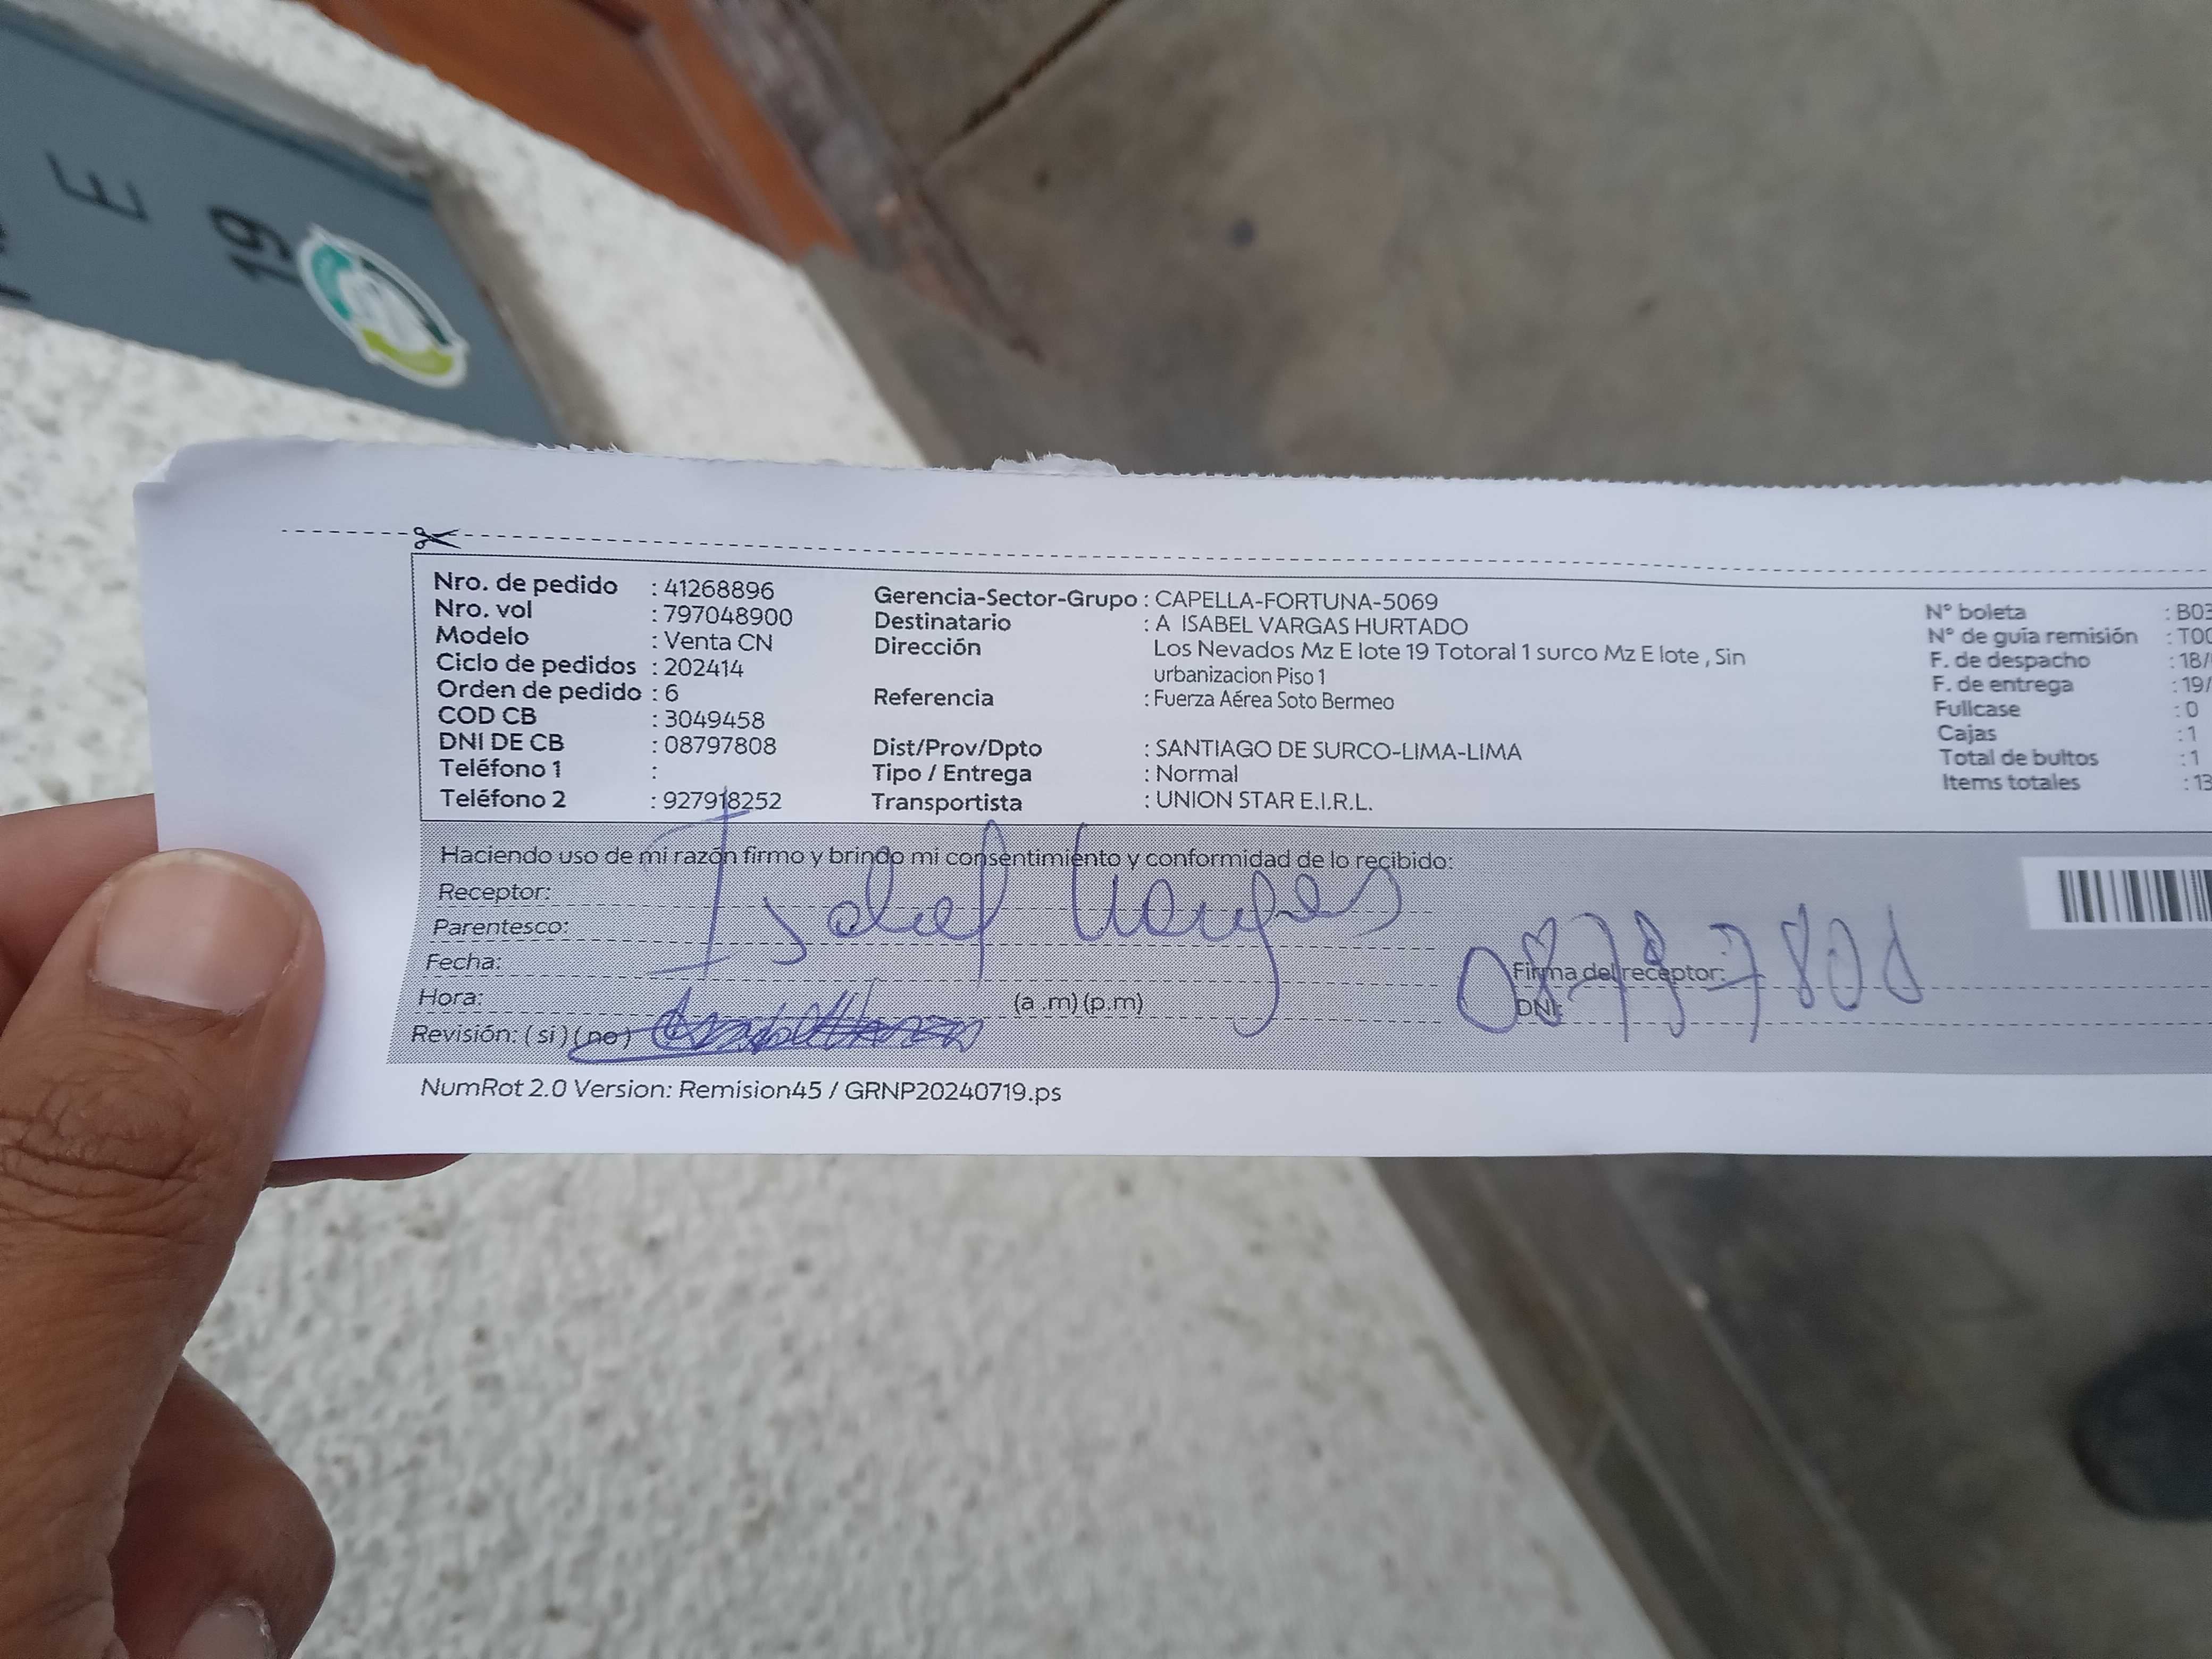 E
19
Nro. de pedido : 41268896
Nro. vol : 797048900
Modelo : Venta CN
Ciclo de pedidos : 202414
Orden de pedido : 6
COD CB : 3049458
DNI DE CB : 08797808
Teléfono 1 :
Teléfono 2 : 927918252
Gerencia-Sector-Grupo : CAPELLA-FORTUNA-5069
Destinatario : A ISABEL VARGAS HURTADO
Dirección Los Nevados Mz E lote 19 Totoral 1 surco Mz E lote , Sin
urbanizacion Piso 1
Referencia : Fuerza Aérea Soto Bermeo
Dist/Prov/Dpto : SANTIAGO DE SURCO-LIMA-LIMA
Tipo / Entrega : Normal
Transportista : UNION STAR E.I.R.L.
N° boleta : B03
N° de guía remisión : T00
F. de despacho : 18/
F. de entrega : 19/
Fullcase : 0
Cajas : 1
Total de bultos : 1
Items totales : 13
Haciendo uso de mi razón firmo y brindo mi consentimiento y conformidad de lo recibido:
Receptor: Isabel Vargas
Parentesco:
Fecha:
Hora: (a .m) (p.m)
Revisión: ( si ) ( no )
Firma del receptor:
DNI: 08797808
NumRot 2.0 Version: Remision45 / GRNP20240719.ps